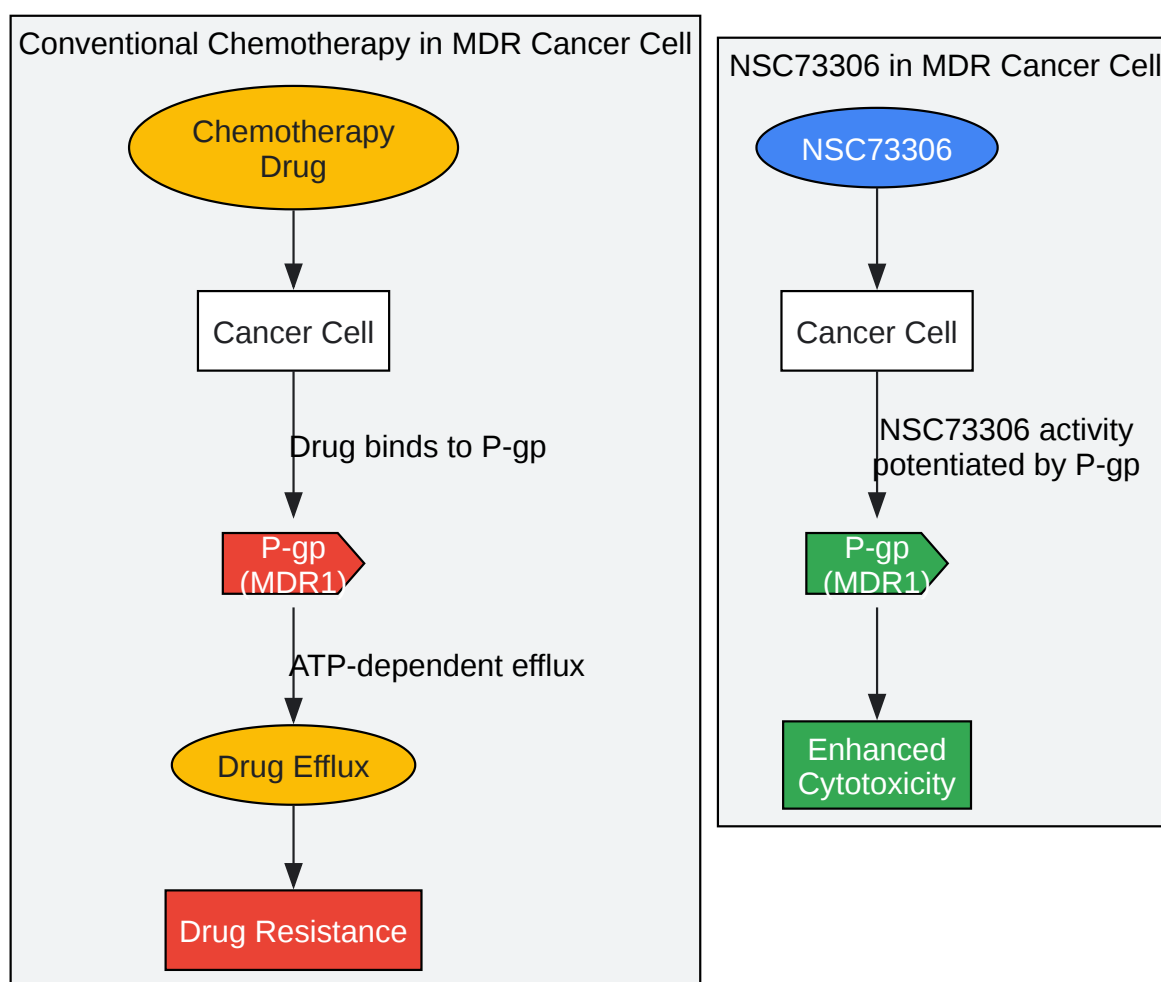 Conventional Chemotherapy in MDR Cancer Cell
Chemotherapy
Drug
Cancer Cell
Drug binds to P-gp
P-gp
(MDR1)
ATP-dependent efflux
Drug Efflux
Drug Resistance
NSC73306 in MDR Cancer Cell
NSC73306
Cancer Cell
NSC73306 activity
potentiated by P-gp
P-gp
(MDR1)
Enhanced
Cytotoxicity